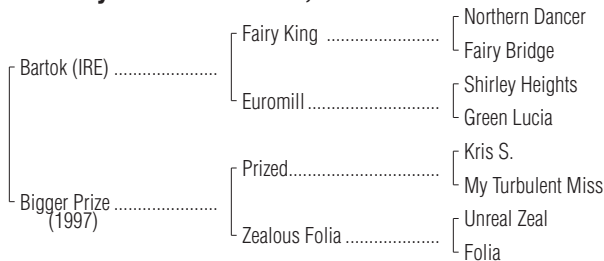 Northern Dancer
Fairy King ....................
Fairy Bridge
Bartok (IRE) ....................
Shirley Heights
Euromill ....................
Green Lucia
Kris S.
Prized ....................
My Turbulent Miss
Bigger Prize ....................
(1997)
Unreal Zeal
Zealous Folia ....................
Folia